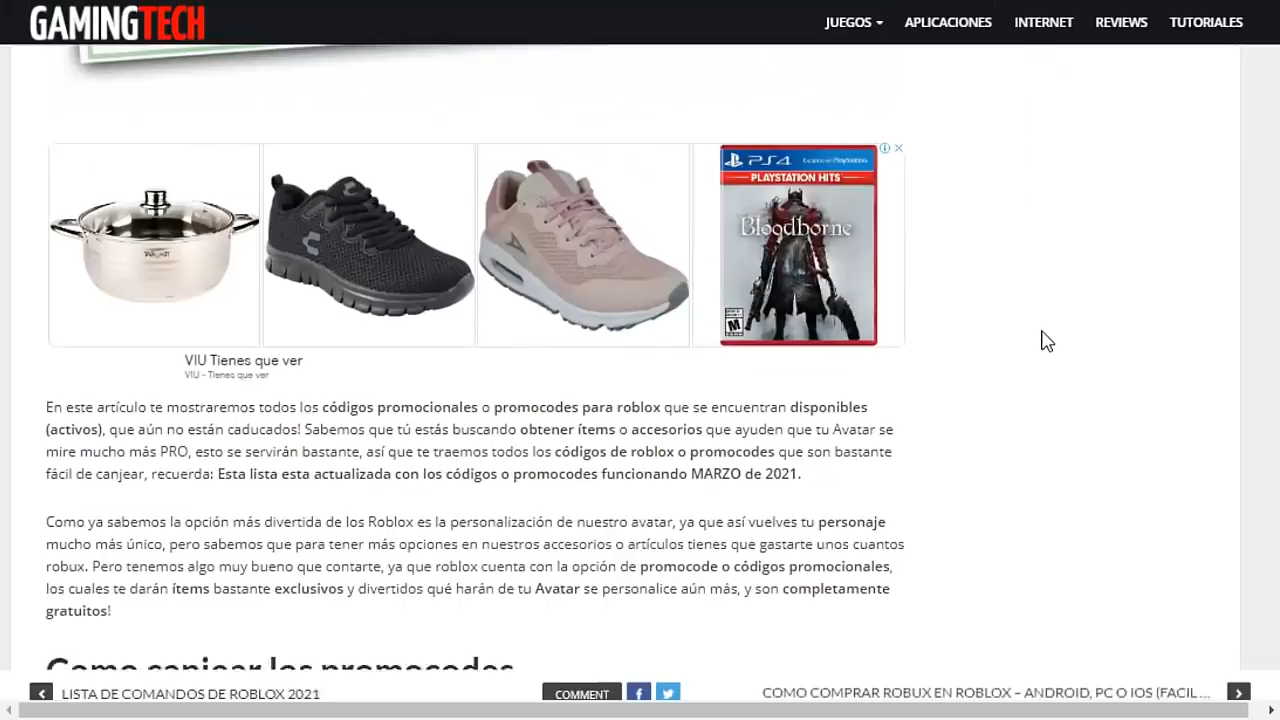 GAMINGTECH
JUEGOS APLICACIONES INTERNET REVIEWS TUTORIALES
PS4
PLAYSTATION HITS
Bloodborne
M
VIU Tienes que ver
VIU - Tienes que ver
En este artículo te mostraremos todos los códigos promocionales o promocodes para roblox que se encuentran disponibles
(activos), que aún no están caducados! Sabemos que tú estás buscando obtener ítems o accesorios que ayuden que tu Avatar se
mire mucho más PRO, esto se servirán bastante, así que te traemos todos los códigos de roblox o promocodes que son bastante
fácil de canjear, recuerda: Esta lista esta actualizada con los códigos o promocodes funcionando MARZO de 2021.
Como ya sabemos la opción más divertida de los Roblox es la personalización de nuestro avatar, ya que así vuelves tu personaje
mucho más único, pero sabemos que para tener más opciones en nuestros accesorios o artículos tienes que gastarte unos cuantos
robux. Pero tenemos algo muy bueno que contarte, ya que roblox cuenta con la opción de promocode o códigos promocionales,
los cuales te darán ítems bastante exclusivos y divertidos qué harán de tu Avatar se personalice aún más, y son completamente
gratuitos!
Como canjear los promocodes
LISTA DE COMANDOS DE ROBLOX 2021
COMMENT
COMO COMPRAR ROBUX EN ROBLOX – ANDROID, PC O IOS (FACIL ...